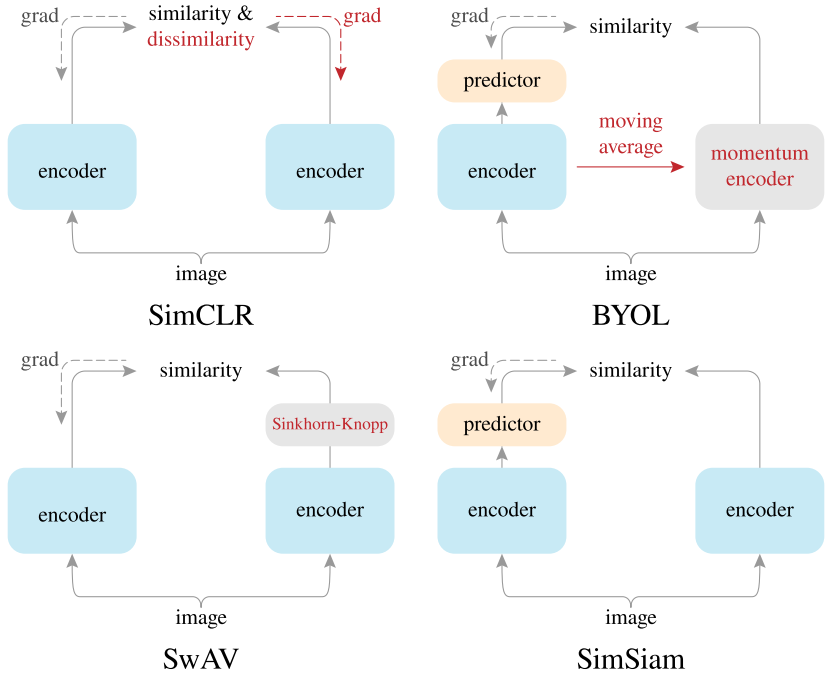 grad
similarity &
dissimilarity
grad
encoder
encoder
image
SimCLR
grad
similarity
predictor
encoder
moving
average
momentum
encoder
image
BYOL
grad
similarity
Sinkhorn-Knopp
encoder
encoder
image
SwAV
grad
similarity
predictor
encoder
encoder
image
SimSiam